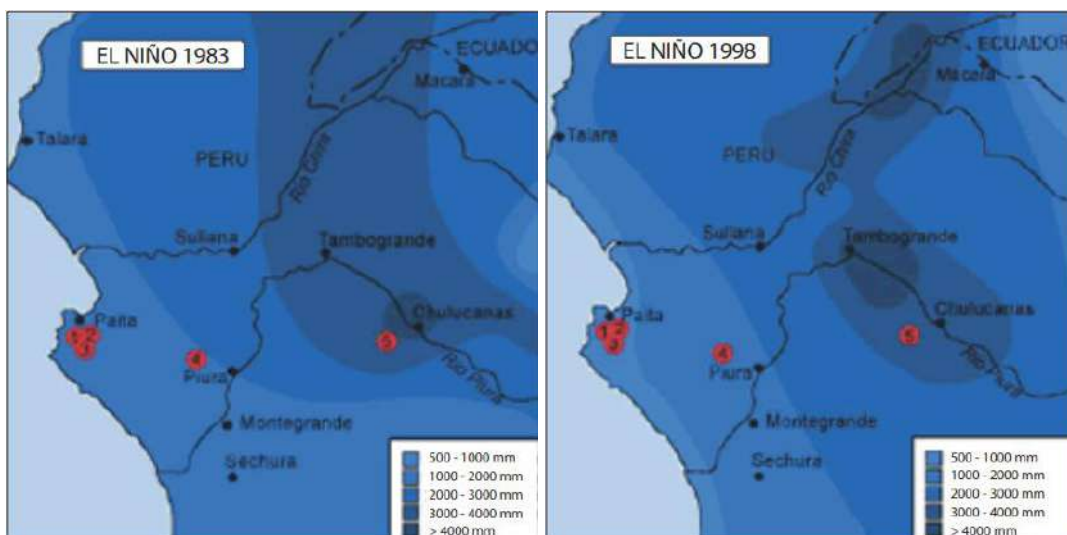 EL NIÑO 1983
ECUADOR
Macara
Talara
PERU
Rio Chira
Sullana
Tambogrande
Paita
Chulucanas
1
2
3
4
5
Piura
Rio Piura
Montegrande
Sechura
500 - 1000 mm
1000 - 2000 mm
2000 - 3000 mm
3000 - 4000 mm
> 4000 mm
EL NIÑO 1998
ECUADOR
Macara
Talara
PERU
Rio Chira
Sullana
Tambogrande
Paita
Chulucanas
1
2
3
4
5
Piura
Rio Piura
Montegrande
Sechura
500 - 1000 mm
1000 - 2000 mm
2000 - 3000 mm
3000 - 4000 mm
> 4000 mm